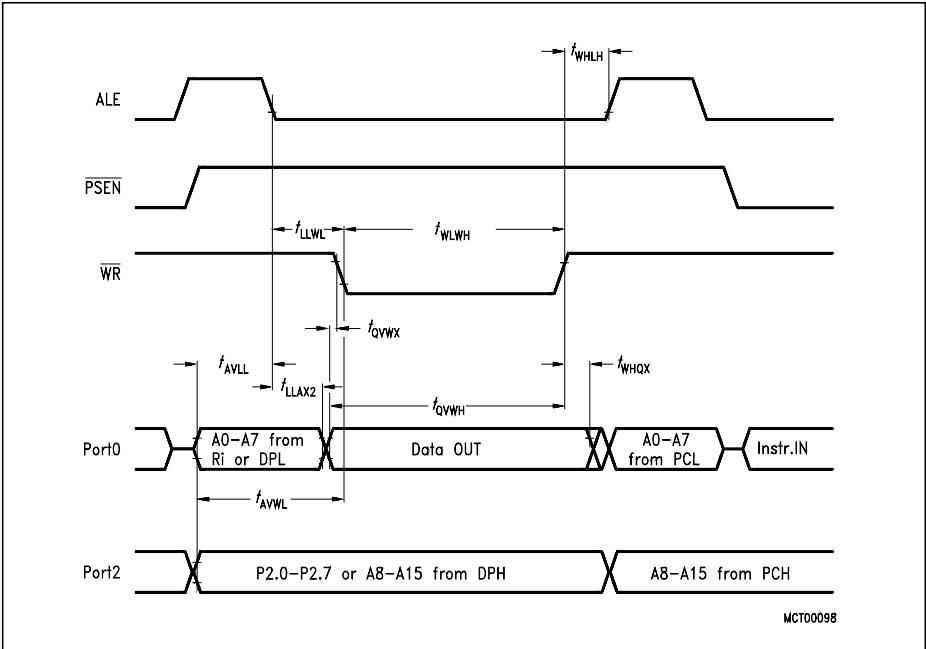 tWHLH
ALE
PSEN
tLLWL
tWLWH
WR
tQVWX
tAVLL
tWHQX
tLLAX2
tQVWH
Port0
A0–A7 from
Ri or DPL
Data OUT
A0–A7
from PCL
Instr.IN
tAVWL
Port2
P2.0–P2.7 or A8–A15 from DPH
A8–A15 from PCH
MCT00098